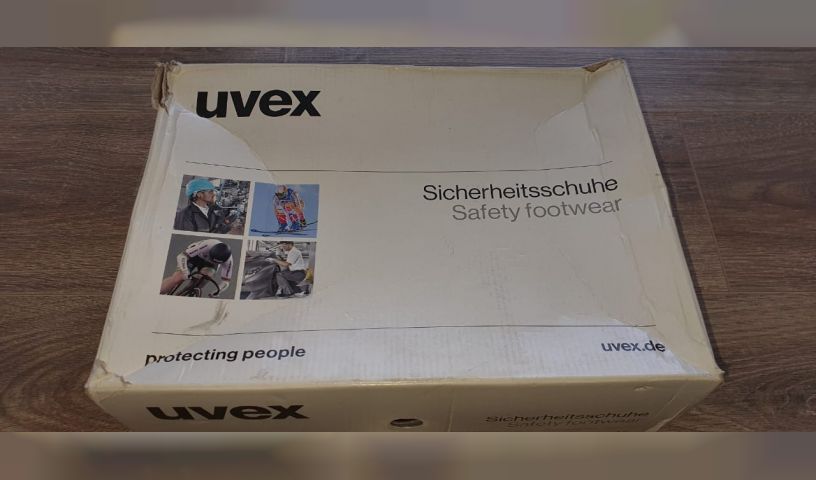 uvex
Sicherheitsschuhe
Safety footwear
protecting people
uvex.de
uvex
Sicherheitsschuhe
Safety footwear